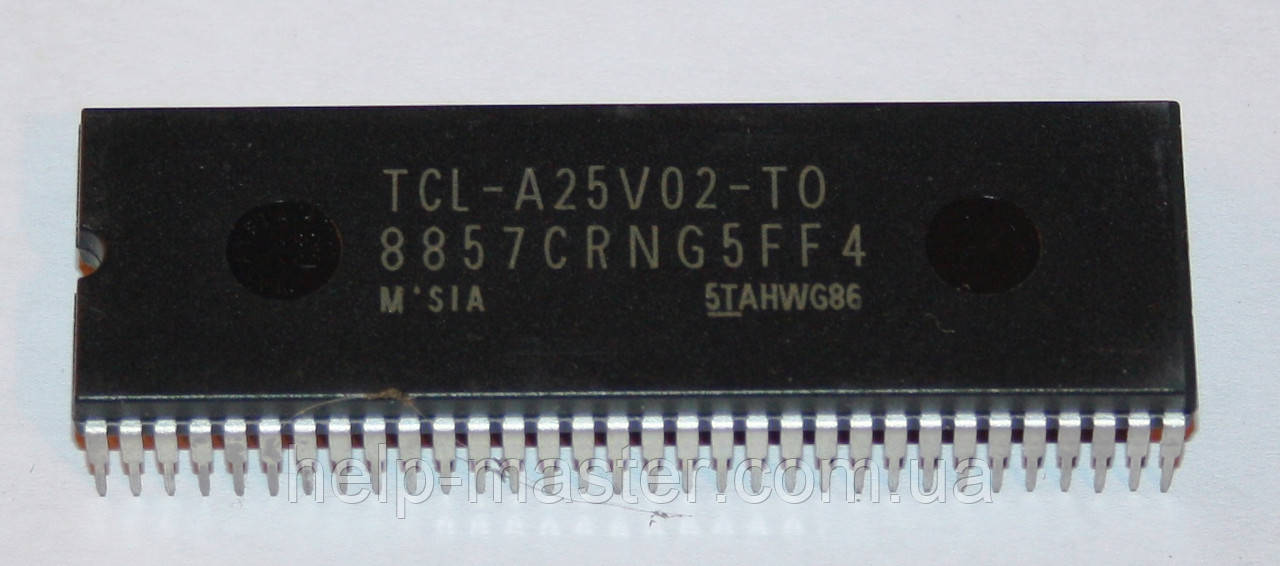 TCL-A25V02-TO
8857CRNG5FF4
M'SIA 5TAHWG86
help-master.com.ua